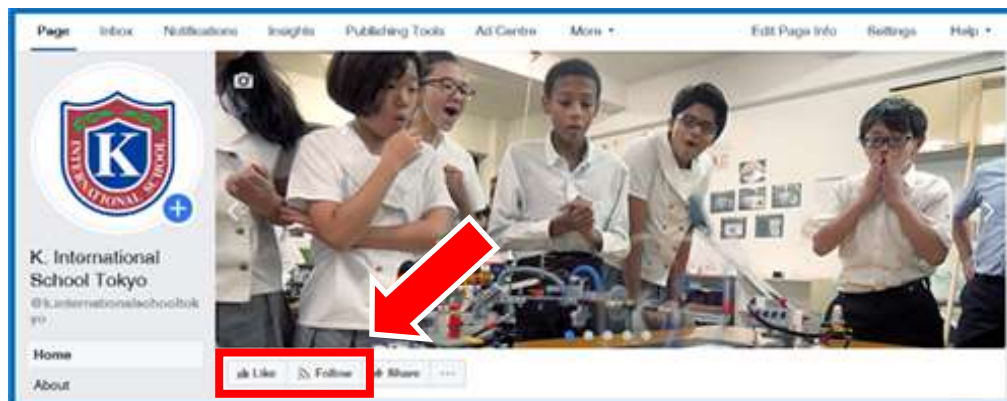 Page Inbox Notifications Insights Publishing Tools Ad Centre More Edit Page Info Settings Help
K
INTERNATIONAL SCHOOL
K. International
School Tokyo
@k.internationalschooltok
yo
Home
About
Like Follow Share ...